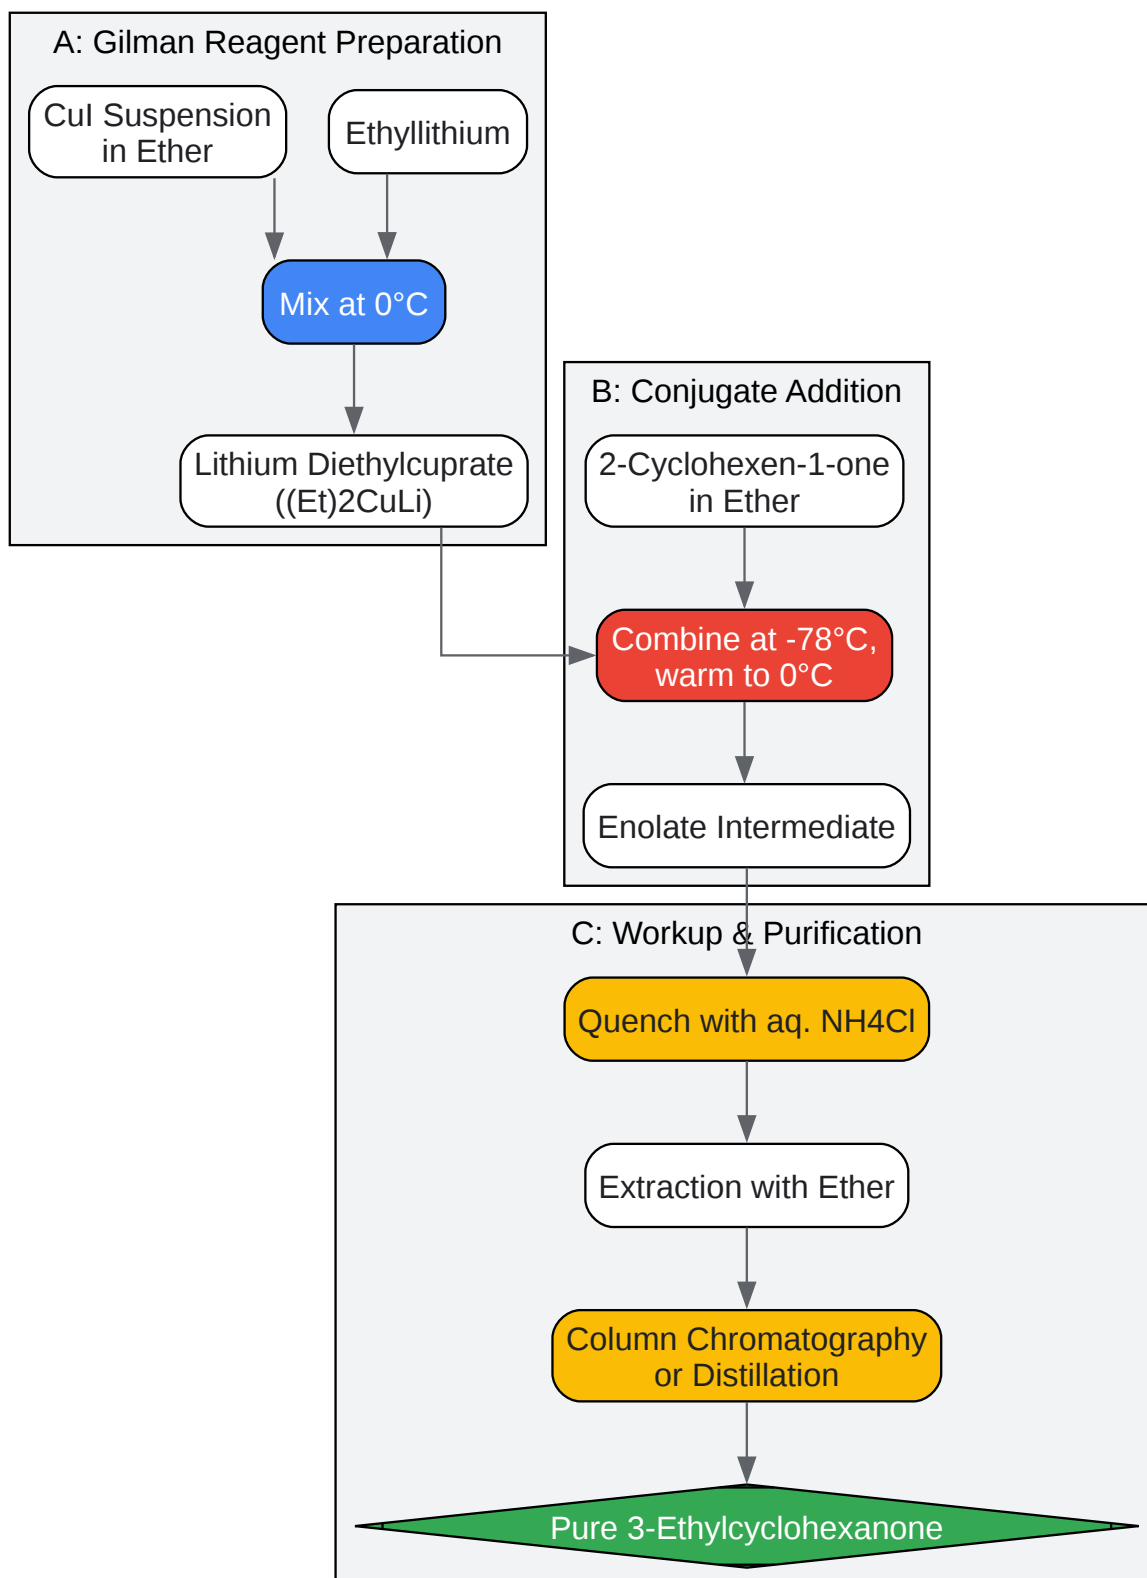 A: Gilman Reagent Preparation
CuI Suspension
in Ether
Ethyllithium
Mix at 0°C
Lithium Diethylcuprate
((Et)2CuLi)
B: Conjugate Addition
2-Cyclohexen-1-one
in Ether
Combine at -78°C,
warm to 0°C
Enolate Intermediate
C: Workup & Purification
Quench with aq. NH4Cl
Extraction with Ether
Column Chromatography
or Distillation
Pure 3-Ethylcyclohexanone